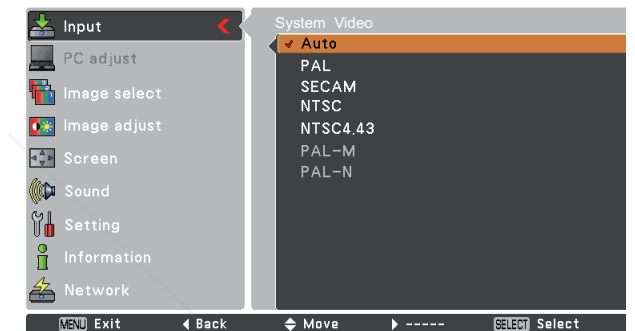 Input
PC adjust
Image select
Image adjust
Screen
Sound
Setting
Information
Network
System Video
Auto
PAL
SECAM
NTSC
NTSC4.43
PAL-M
PAL-N
MENU Exit Back Move ----- SELECT Select